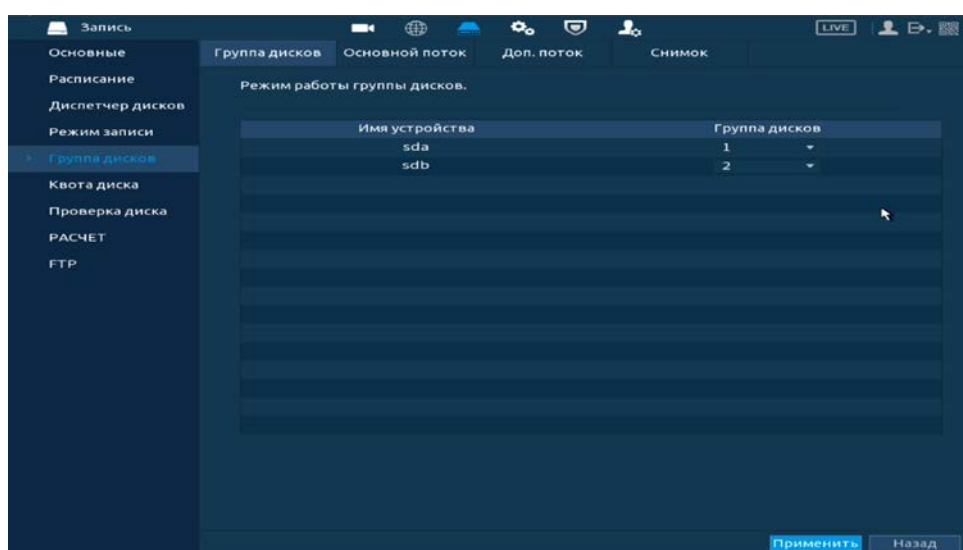 Запись
LIVE
Основные
Расписание
Диспетчер дисков
Режим записи
Группа дисков
Квота диска
Проверка диска
РАСЧЕТ
FTP
Группа дисков Основной поток Доп. поток Снимок
Режим работы группы дисков.
Имя устройства Группа дисков
sda 1
sdb 2
Применить Назад